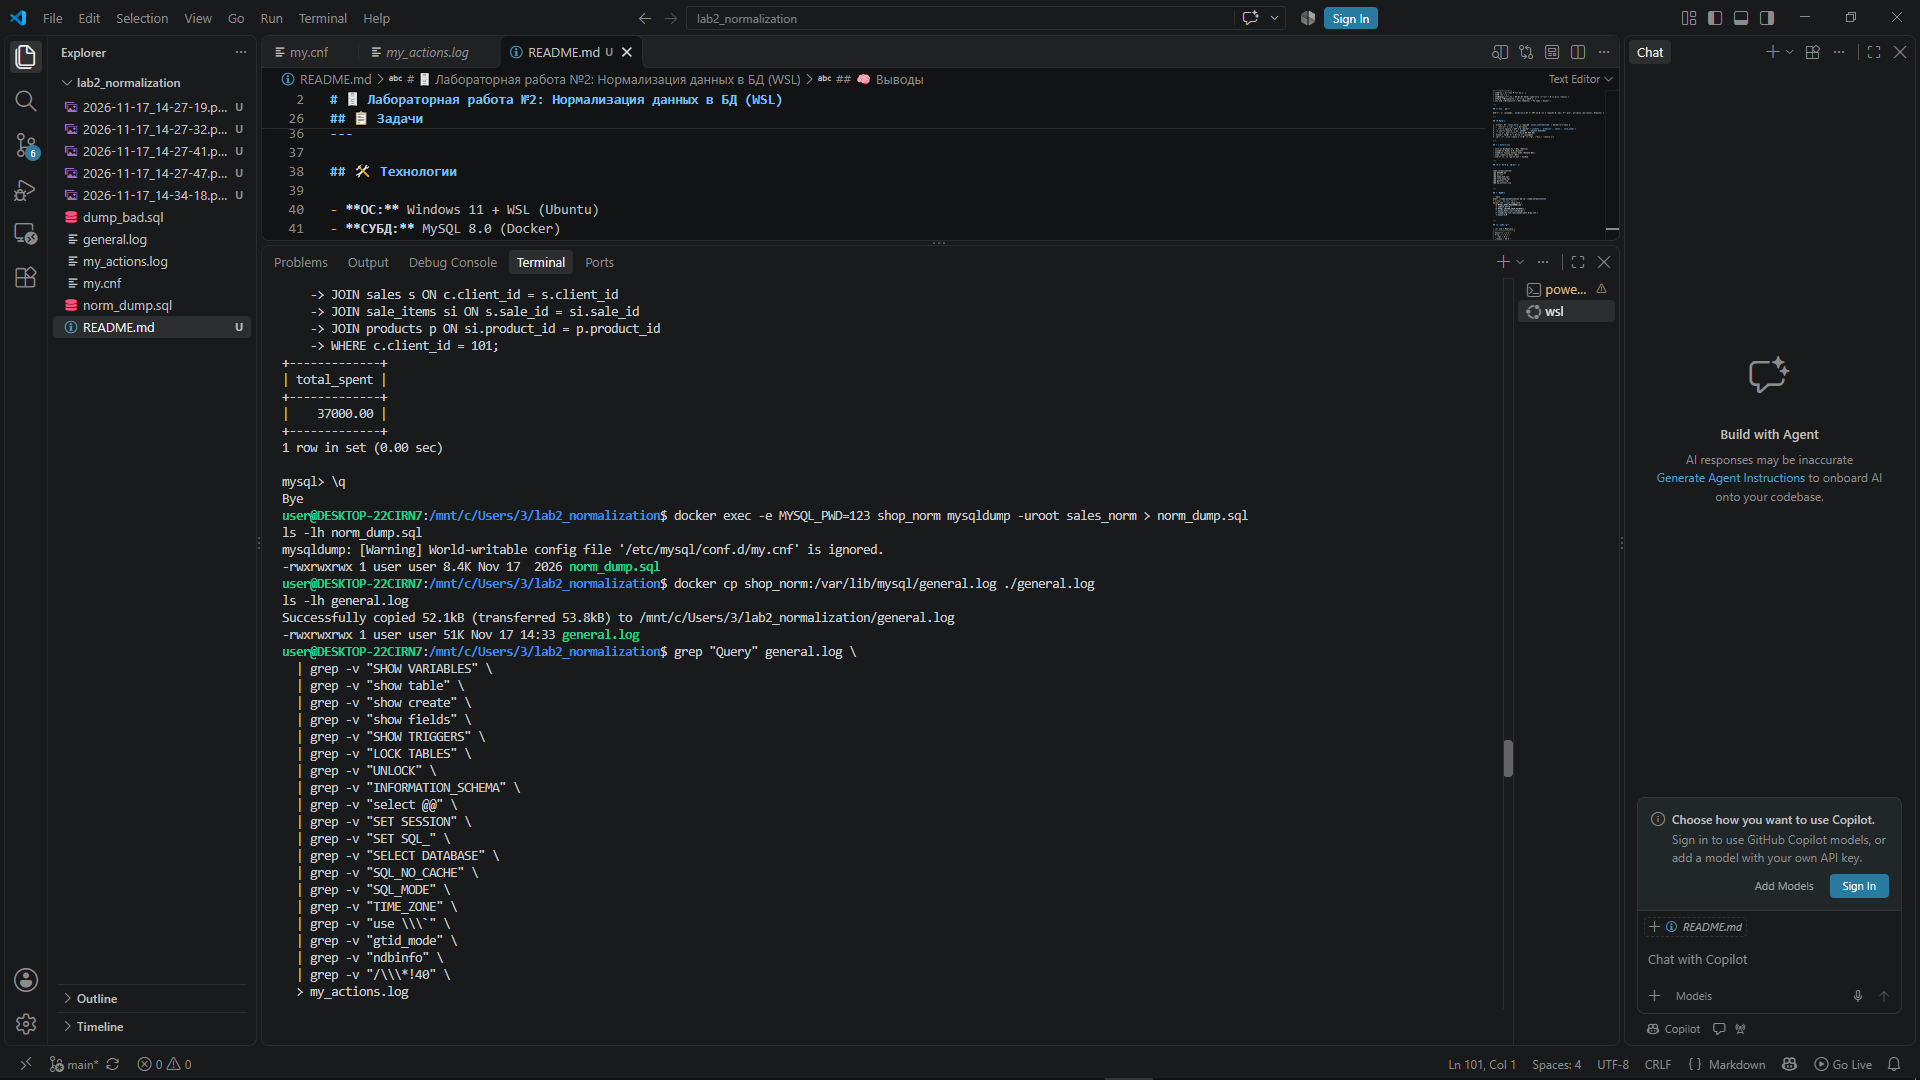 File Edit Selection View Go Run Terminal Help
lab2_normalization
Sign In
Explorer
lab2_normalization
2026-11-17_14-27-19.p... U
2026-11-17_14-27-32.p... U
2026-11-17_14-27-41.p... U
2026-11-17_14-27-47.p... U
2026-11-17_14-34-18.p... U
dump_bad.sql
general.log
my_actions.log
my.cnf
norm_dump.sql
README.md U
6
Outline
Timeline
my.cnf
my_actions.log
README.md U
README.md > abc # Лабораторная работа №2: Нормализация данных в БД (WSL) > abc ## 🧠 Выводы
Text Editor
2 # Лабораторная работа №2: Нормализация данных в БД (WSL)
26 ## 📋 Задачи
36 ---
37
38 ## 🛠 Технологии
39
40 - **ОС:** Windows 11 + WSL (Ubuntu)
41 - **СУБД:** MySQL 8.0 (Docker)
Problems Output Debug Console Terminal Ports
powe...
wsl
-> JOIN sales s ON c.client_id = s.client_id
-> JOIN sale_items si ON s.sale_id = si.sale_id
-> JOIN products p ON si.product_id = p.product_id
-> WHERE c.client_id = 101;
+-------------+
| total_spent |
+-------------+
|    37000.00 |
+-------------+
1 row in set (0.00 sec)
mysql> \q
Bye
user@DESKTOP-22CIRN7:/mnt/c/Users/3/lab2_normalization$ docker exec -e MYSQL_PWD=123 shop_norm mysqldump -uroot sales_norm > norm_dump.sql
ls -lh norm_dump.sql
mysqldump: [Warning] World-writable config file '/etc/mysql/conf.d/my.cnf' is ignored.
-rwxrwxrwx 1 user user 8.4K Nov 17  2026 norm_dump.sql
user@DESKTOP-22CIRN7:/mnt/c/Users/3/lab2_normalization$ docker cp shop_norm:/var/lib/mysql/general.log ./general.log
ls -lh general.log
Successfully copied 52.1kB (transferred 53.8kB) to /mnt/c/Users/3/lab2_normalization/general.log
-rwxrwxrwx 1 user user 51K Nov 17 14:33 general.log
user@DESKTOP-22CIRN7:/mnt/c/Users/3/lab2_normalization$ grep "Query" general.log \
| grep -v "SHOW VARIABLES" \
| grep -v "show table" \
| grep -v "show create" \
| grep -v "show fields" \
| grep -v "SHOW TRIGGERS" \
| grep -v "LOCK TABLES" \
| grep -v "UNLOCK" \
| grep -v "INFORMATION_SCHEMA" \
| grep -v "select @@" \
| grep -v "SET SESSION" \
| grep -v "SET SQL_" \
| grep -v "SELECT DATABASE" \
| grep -v "SQL_NO_CACHE" \
| grep -v "SQL_MODE" \
| grep -v "TIME_ZONE" \
| grep -v "use \\\`" \
| grep -v "gtid_mode" \
| grep -v "ndbinfo" \
| grep -v "/\\\*!40" \
> my_actions.log
Chat
Build with Agent
AI responses may be inaccurate
Generate Agent Instructions to onboard AI
onto your codebase.
Choose how you want to use Copilot.
Sign in to use GitHub Copilot models, or
add a model with your own API key.
Add Models Sign In
README.md
Chat with Copilot
Models
Copilot
main* 0 0
Ln 101, Col 1 Spaces: 4 UTF-8 CRLF { } Markdown Go Live